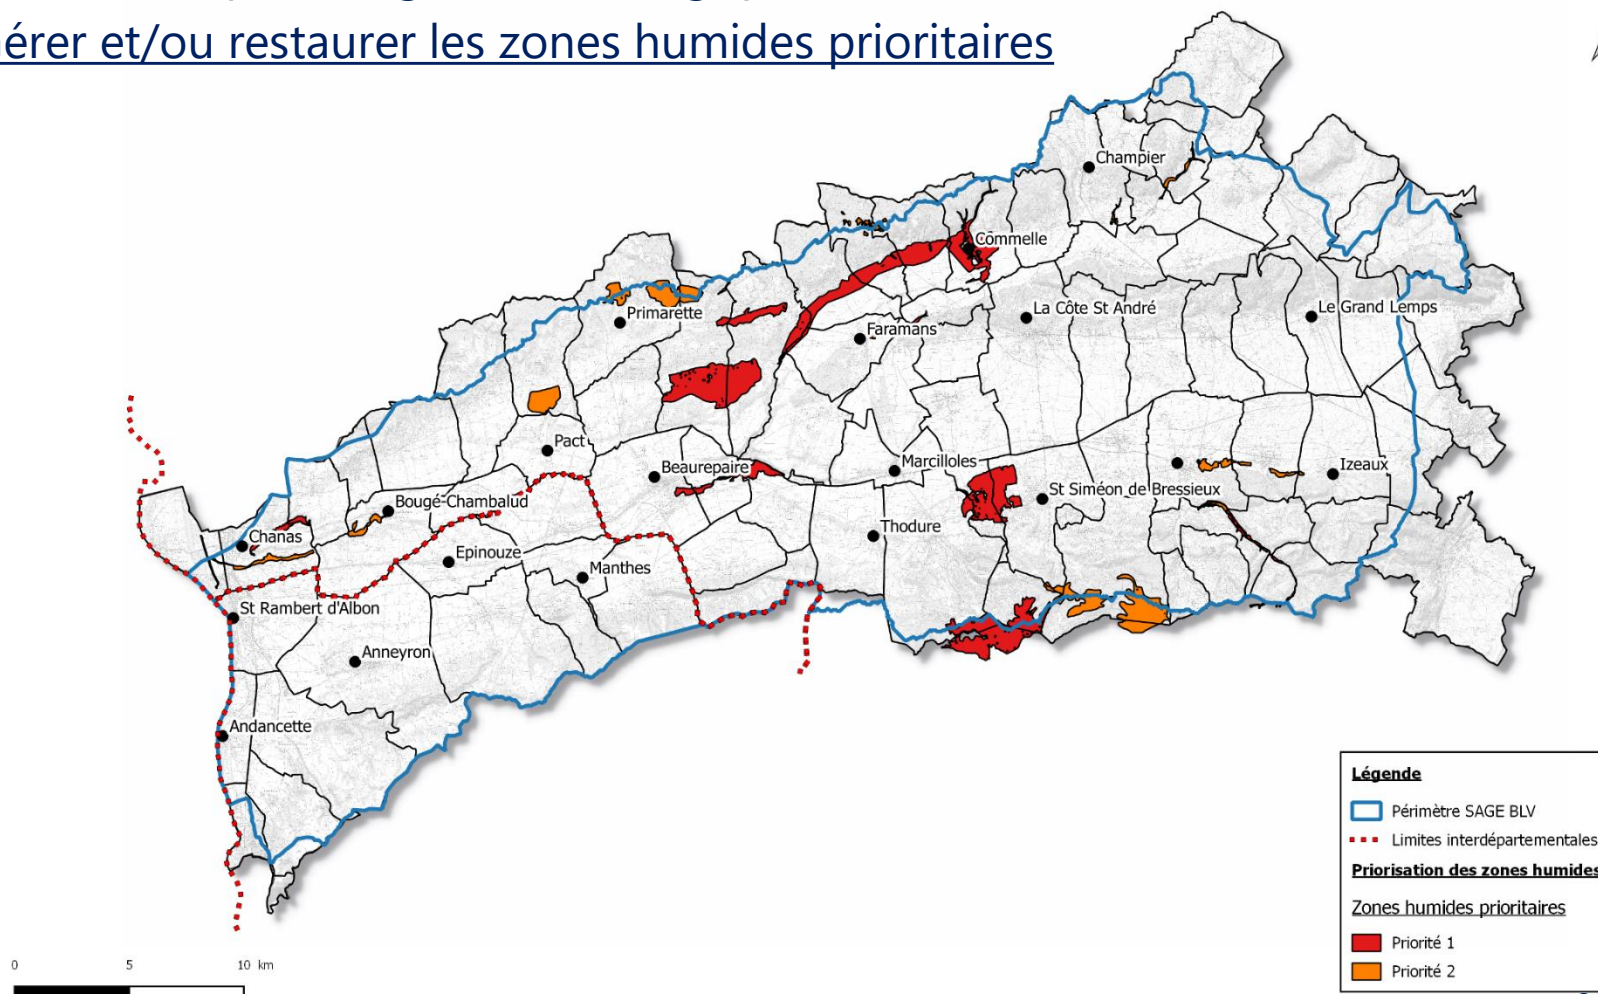 érer et/ou restaurer les zones humides prioritaires
Champier
Commelle
La Côte St André
Le Grand Lemps
Primarette
Faramans
Pact
Beaurepaire
Marcilloles
Izeaux
St Siméon de Bressieux
Bougé-Chambalud
Thodure
Chanas
Epinouze
Manthes
St Rambert d'Albon
Anneyron
Andancette
Légende
Périmètre SAGE BLV
Limites interdépartementales
Priorisation des zones humides
Zones humides prioritaires
Priorité 1
Priorité 2
0 5 10 km